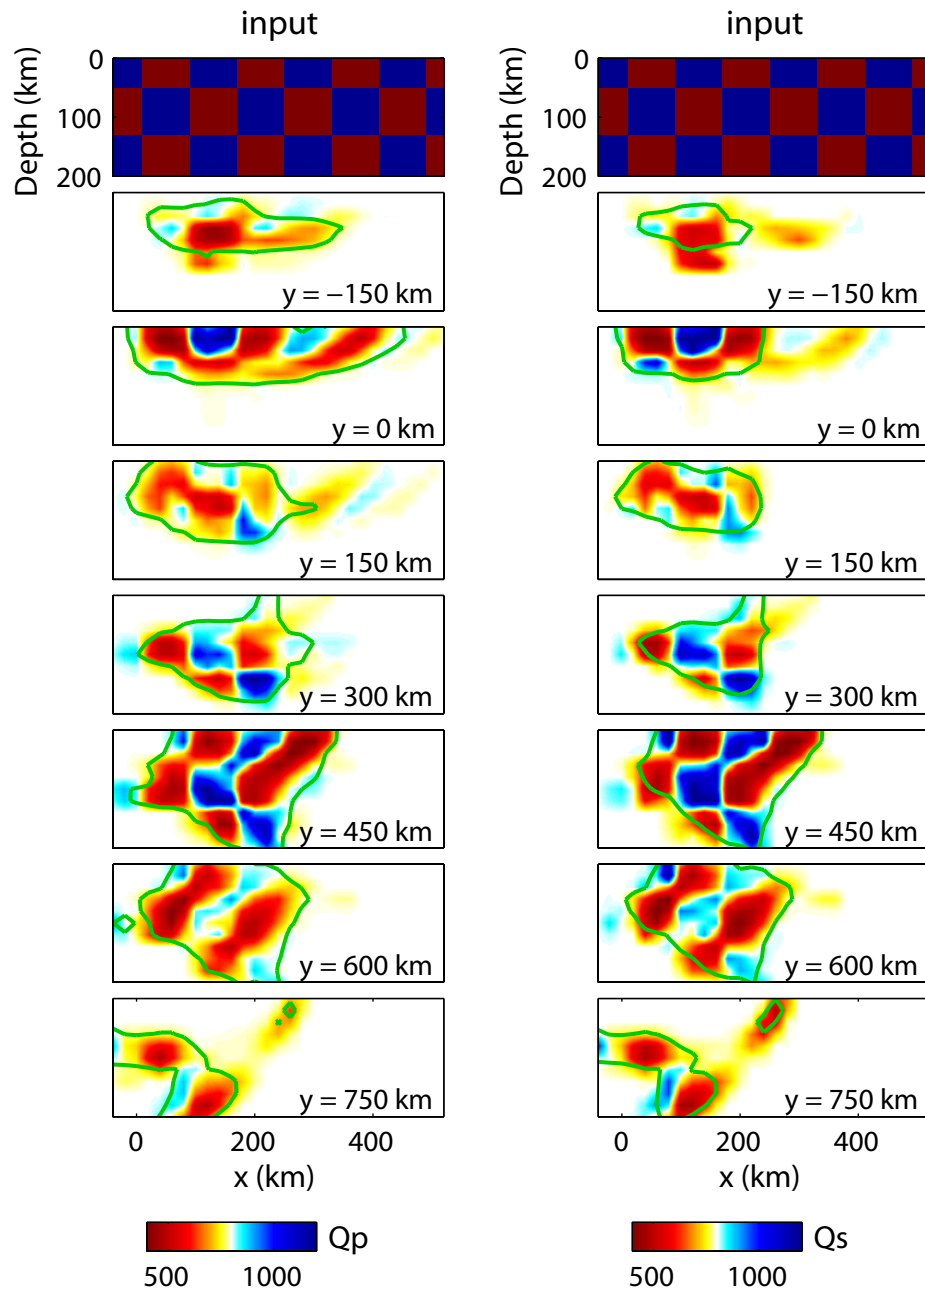 input input
Depth (km) Depth (km)
0 0
100 100
200 200
y = −150 km y = −150 km
y = 0 km y = 0 km
y = 150 km y = 150 km
y = 300 km y = 300 km
y = 450 km y = 450 km
y = 600 km y = 600 km
y = 750 km y = 750 km
0 200 400 0 200 400
x (km) x (km)
Qp Qs
500 1000 500 1000